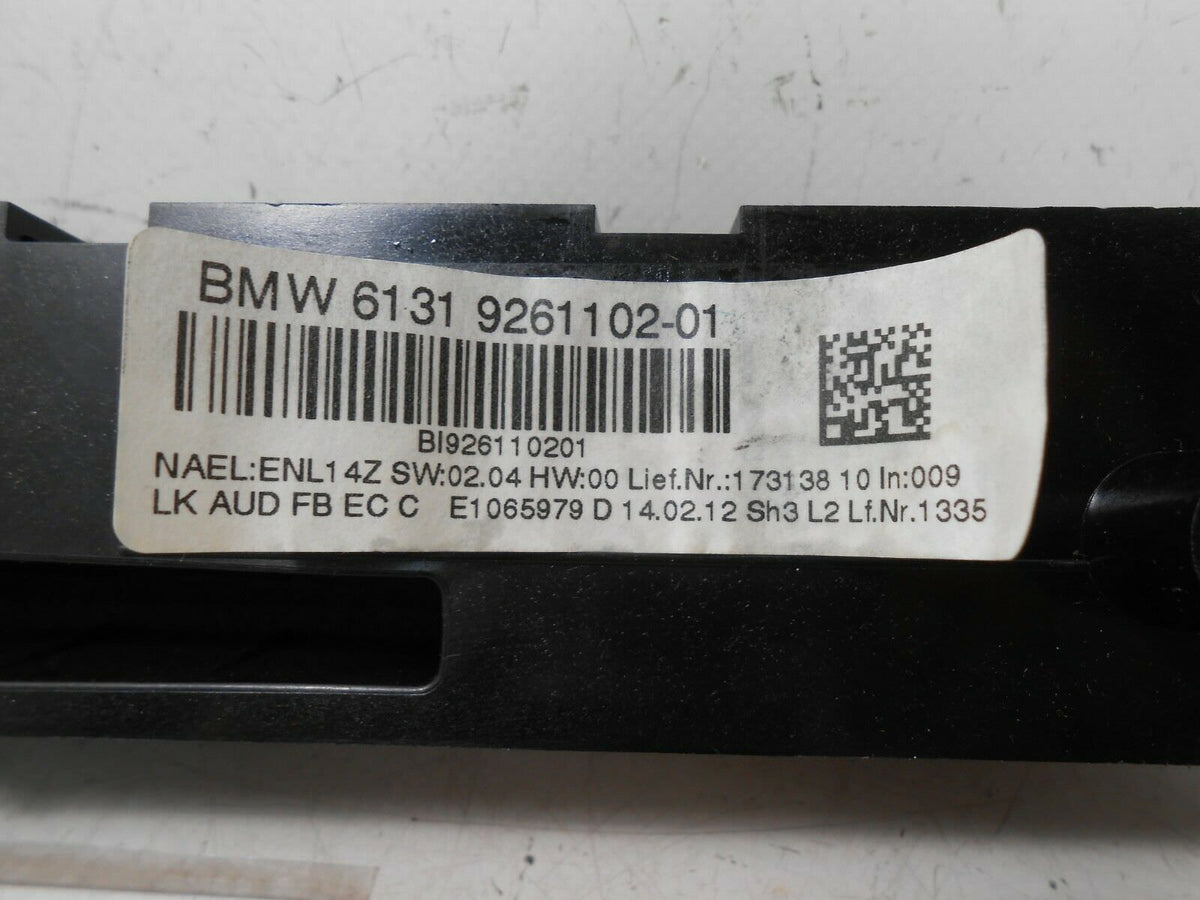 BMW 6131 9261102-01
BI926110201
NAEL:ENL14Z SW:02.04 HW:00 Lief.Nr.:173138 10 In:009
LK AUD FB EC C E1065979 D 14.02.12 Sh3 L2 Lf.Nr.1335